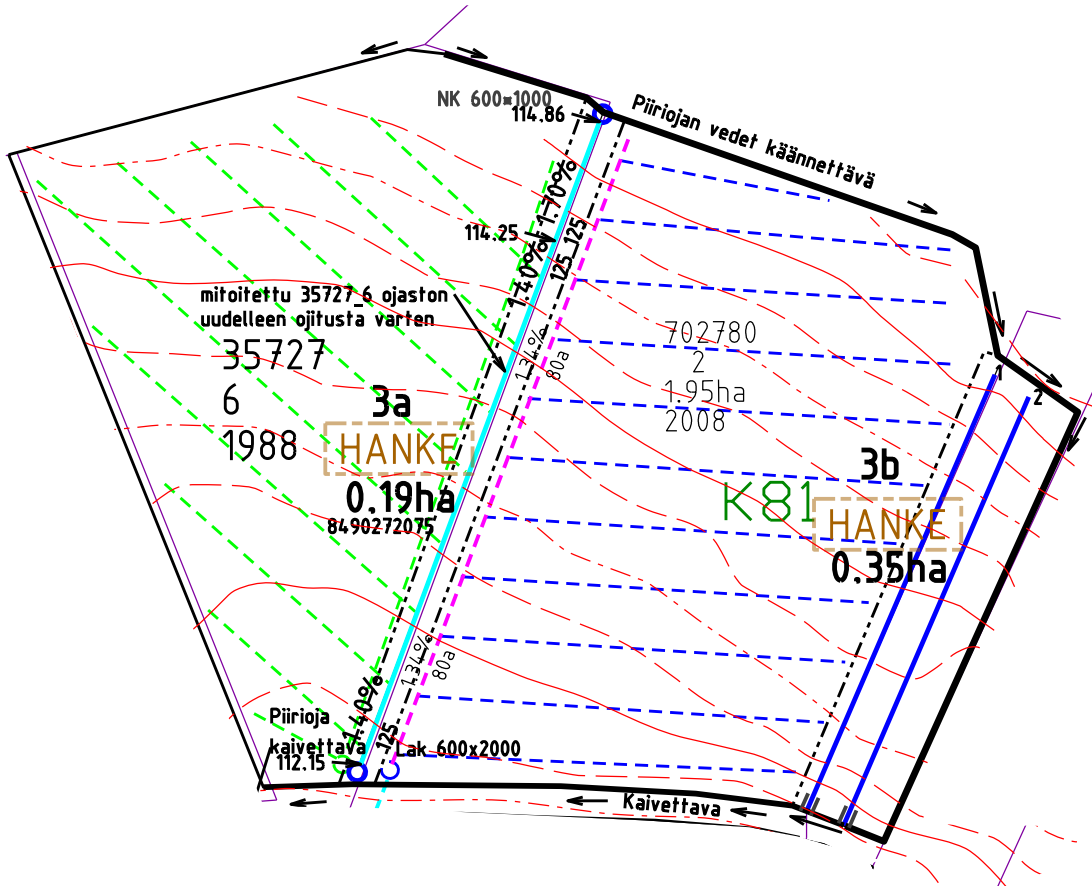 NK 600x1000
114.86
Piiriojan vedet käännettävä
1.70%
114.25
1.40%
125
125
mitoitettu 35727_6 ojaston
uudelleen ojitusta varten
35727
6
1988
1.34%
80a
702780
2
1.95ha
2008
1
2
3a
HANKE
0.19ha
8490272075
3b
K81
HANKE
0.35ha
1.34%
80a
1.40%
125
Piirioja
kaivettava
112.15
Lak 600x2000
Kaivettava